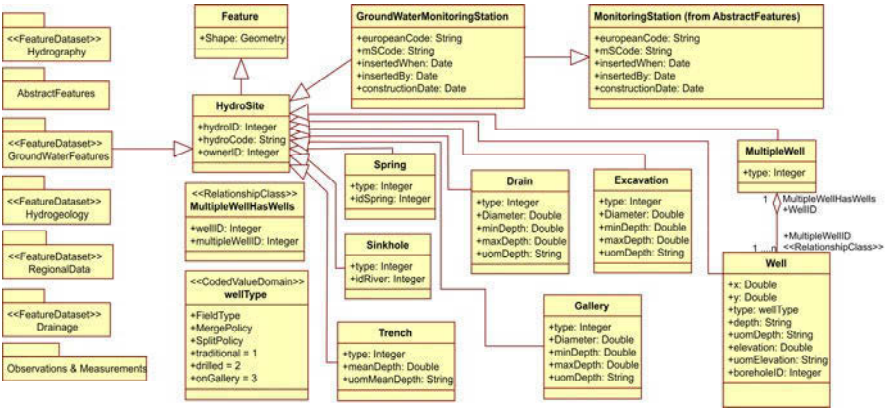 <<FeatureDataset>>
Hydrography
AbstractFeatures
<<FeatureDataset>>
GroundWaterFeatures
<<FeatureDataset>>
Hydrogeology
<<FeatureDataset>>
RegionalData
<<FeatureDataset>>
Drainage
Observations & Measurements
Feature
+Shape: Geometry
HydroSite
+hydroID: Integer
+hydroCode: String
+ownerID: Integer
<<RelationshipClass>>
MultipleWellHasWells
+wellID: Integer
+multipleWellID: Integer
<<CodedValueDomain>>
wellType
+FieldType
+MergePolicy
+SplitPolicy
+traditional = 1
+drilled = 2
+onGallery = 3
GroundWaterMonitoringStation
+europeanCode: String
+mSCode: String
+insertedWhen: Date
+insertedBy: Date
+constructionDate: Date
MonitoringStation (from AbstractFeatures)
+europeanCode: String
+mSCode: String
+insertedWhen: Date
+insertedBy: Date
+constructionDate: Date
Spring
+type: Integer
+idSpring: Integer
Sinkhole
+type: Integer
+idRiver: Integer
Trench
+type: Integer
+meanDepth: Double
+uomMeanDepth: String
Drain
+type: Integer
+Diameter: Double
+minDepth: Double
+maxDepth: Double
+uomDepth: String
Excavation
+type: Integer
+Diameter: Double
+minDepth: Double
+maxDepth: Double
+uomDepth: String
Gallery
+type: Integer
+Diameter: Double
+minDepth: Double
+maxDepth: Double
+uomDepth: String
MultipleWell
+type: Integer
1
MultipleWellHasWells
+WellID
+MultipleWellID
1 ...n
<<RelationshipClass>>
Well
+x: Double
+y: Double
+type: wellType
+depth: String
+uomDepth: String
+elevation: Double
+uomElevation: String
+boreholeID: Integer